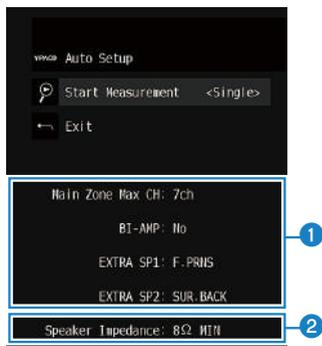 YPAO Auto Setup
Start Measurement <Single>
Exit
Main Zone Max CH: 7ch
BI-AMP: No
EXTRA SP1: F.PRNS
EXTRA SP2: SUR.BACK
1
Speaker Impedance: 8Ω MIN
2